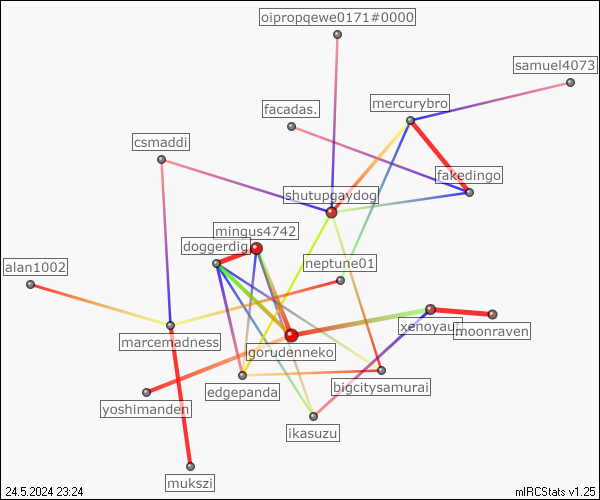 oipropqewe0171#0000
samuel4073
mercurybro
facadas.
csmaddi
fakedingo
shutupgaydog
mingus4742
doggerdig
neptune01
alan1002
xenoyaut
moonraven
marcemadness
gorudenneko
bigcitysamurai
edgepanda
yoshimanden
ikasuzu
mukszi
24.5.2024 23:24
mIRCStats v1.25